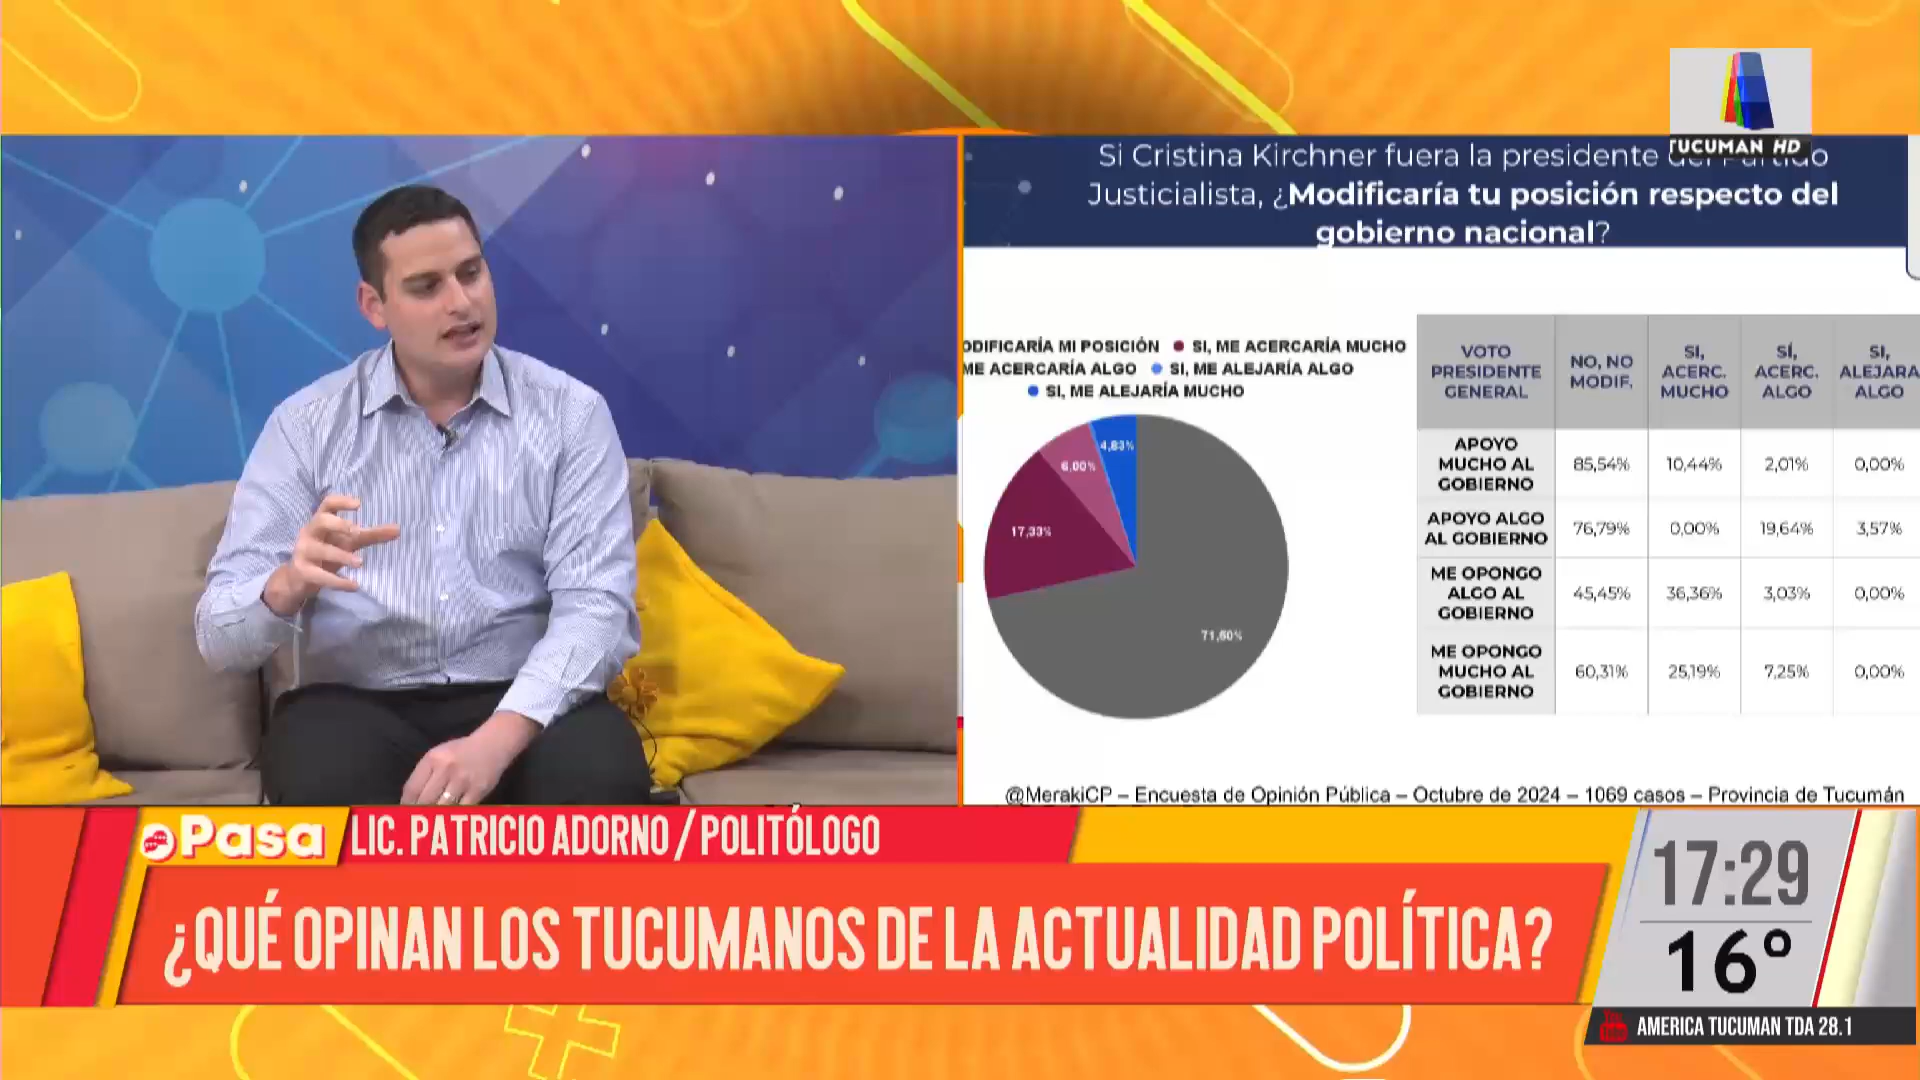 TUCUMAN HD
Si Cristina Kirchner fuera la presidente del Partido
Justicialista, ¿Modificaría tu posición respecto del
gobierno nacional?
ODIFICARÍA MI POSICIÓN SI, ME ACERCARÍA MUCHO
ME ACERCARÍA ALGO SI, ME ALEJARÍA ALGO
SI, ME ALEJARÍA MUCHO
4,83%
6,00%
17,33%
71,60%
VOTO PRESIDENTE GENERAL NO, NO MODIF. SI, ACERC. MUCHO SÍ, ACERC. ALGO SI, ALEJARA ALGO
APOYO MUCHO AL GOBIERNO 85,54% 10,44% 2,01% 0,00%
APOYO ALGO AL GOBIERNO 76,79% 0,00% 19,64% 3,57%
ME OPONGO ALGO AL GOBIERNO 45,45% 36,36% 3,03% 0,00%
ME OPONGO MUCHO AL GOBIERNO 60,31% 25,19% 7,25% 0,00%
@MerakiCP – Encuesta de Opinión Pública – Octubre de 2024 – 1069 casos – Provincia de Tucumán
Pasa
LIC. PATRICIO ADORNO / POLITÓLOGO
¿QUÉ OPINAN LOS TUCUMANOS DE LA ACTUALIDAD POLÍTICA?
17:29
16°
AMERICA TUCUMAN TDA 28.1